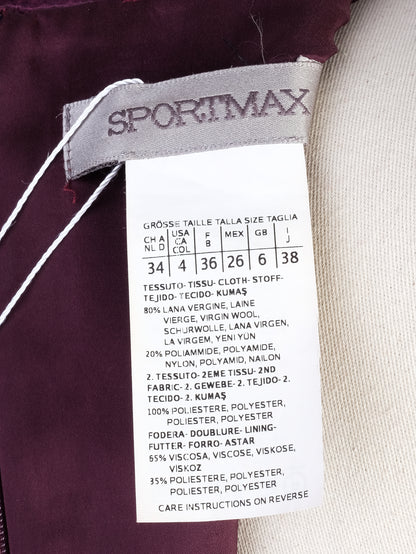 SPORTMAX
GRÖSSE TAILLE TALLA SIZE TAGLIA
CH A USA F MEX GB I
NL D CA COL B J
34 4 36 26 6 38
TESSUTO- TISSU- CLOTH- STOFF-
TEJIDO- TECIDO- KUMAŞ
80% LANA VERGINE, LAINE
VIERGE, VIRGIN WOOL,
SCHURWOLLE, LANA VIRGEN,
LA VIRGEM, YENİ YÜN
20% POLIAMMIDE, POLYAMID,
NYLON, POLYAMID, NAILON
2. TESSUTO- 2EME TISSU- 2ND
FABRIC- 2. GEWEBE- 2. TEJIDO- 2.
TECIDO- 2. KUMAŞ
100% POLIESTERE, POLYESTER,
POLIESTER, POLYESTER
FODERA- DOUBLURE- LINING-
FUTTER- FORRO- ASTAR
65% VISCOSA, VISCOSE, VISKOSE,
VISKOZ
35% POLIESTERE, POLYESTER,
POLIESTER, POLYESTER
CARE INSTRUCTIONS ON REVERSE